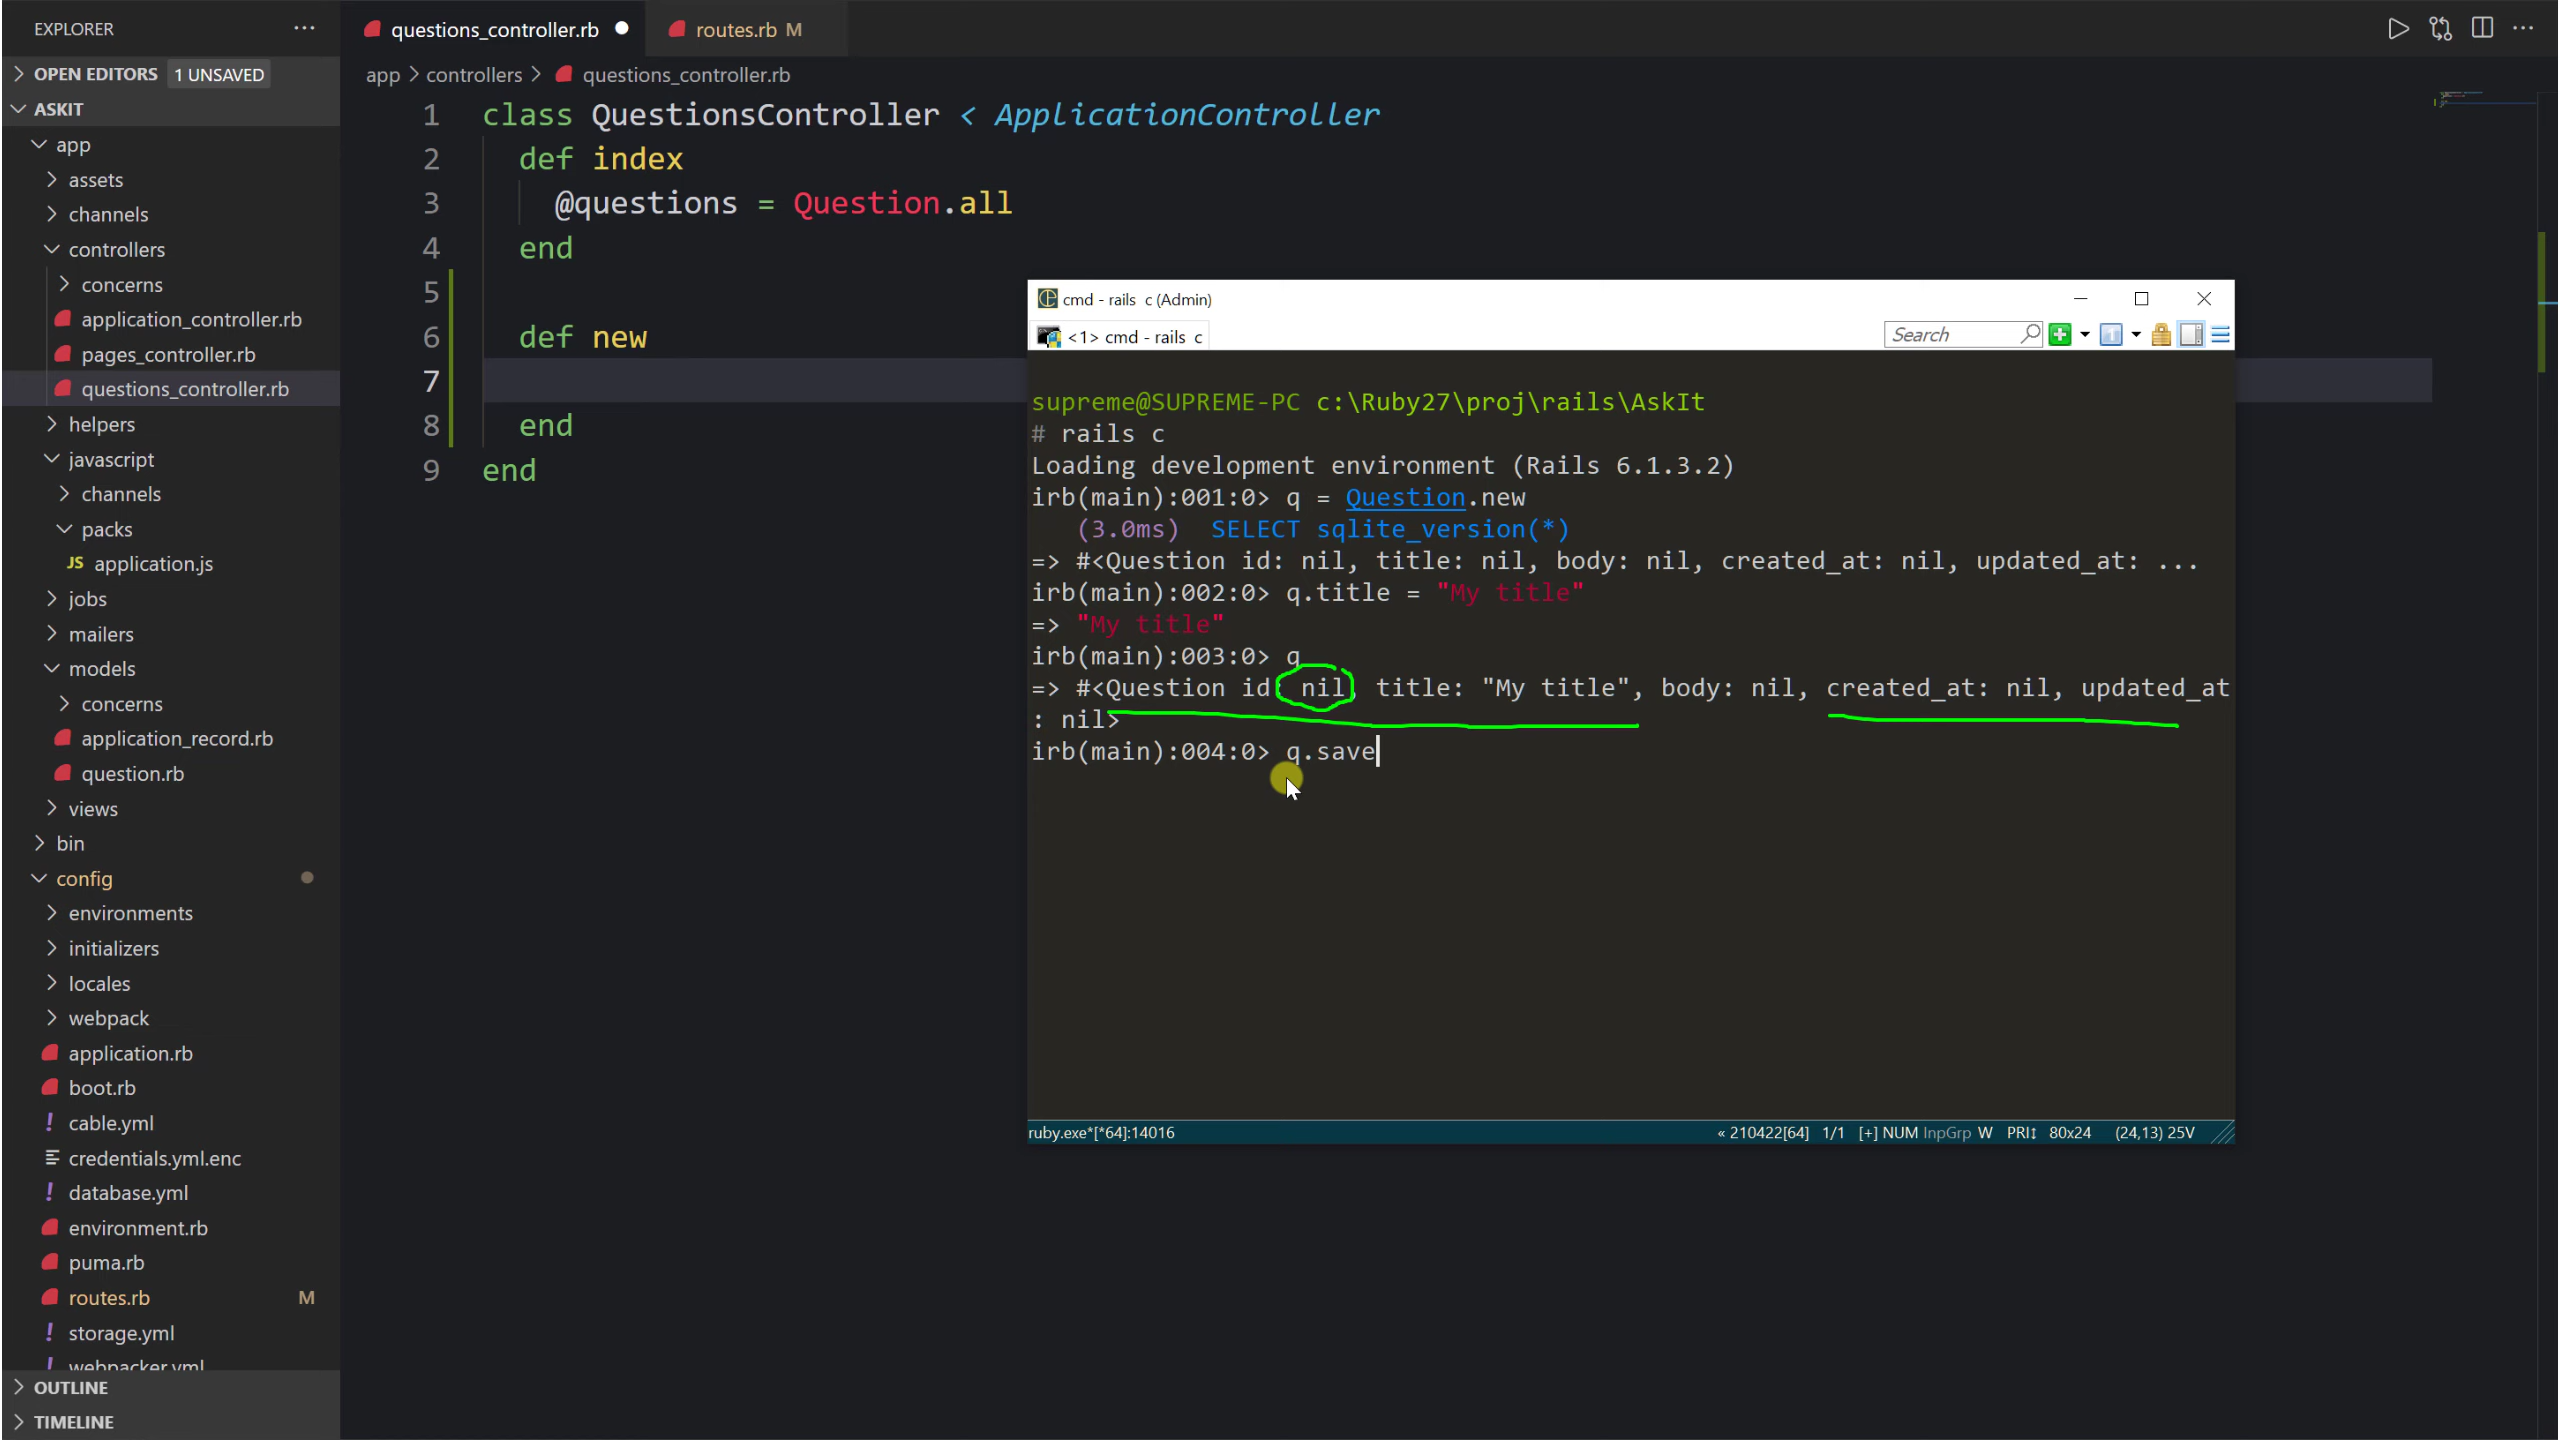 EXPLORER
OPEN EDITORS 1 UNSAVED
ASKIT
app
assets
channels
controllers
concerns
application_controller.rb
pages_controller.rb
questions_controller.rb
helpers
javascript
channels
packs
JS application.js
jobs
mailers
models
concerns
application_record.rb
question.rb
views
bin
config
environments
initializers
locales
webpack
application.rb
boot.rb
! cable.yml
credentials.yml.enc
! database.yml
environment.rb
puma.rb
routes.rb M
! storage.yml
! webpacker.yml
OUTLINE
TIMELINE
questions_controller.rb
routes.rb M
app > controllers > questions_controller.rb
1 class QuestionsController < ApplicationController
2 def index
3 @questions = Question.all
4 end
5
6 def new
7
8 end
9 end
cmd - rails c (Admin)
<1> cmd - rails c
Search
supreme@SUPREME-PC c:\Ruby27\proj\rails\AskIt
# rails c
Loading development environment (Rails 6.1.3.2)
irb(main):001:0> q = Question.new
(3.0ms) SELECT sqlite_version(*)
=> #<Question id: nil, title: nil, body: nil, created_at: nil, updated_at: ...
irb(main):002:0> q.title = "My title"
=> "My title"
irb(main):003:0> q
=> #<Question id nil title: "My title", body: nil, created_at: nil, updated_at
: nil>
irb(main):004:0> q.save
ruby.exe*[*64]:14016
« 210422[64] 1/1 [+] NUM InpGrp W PRI↕ 80x24 (24,13) 25V